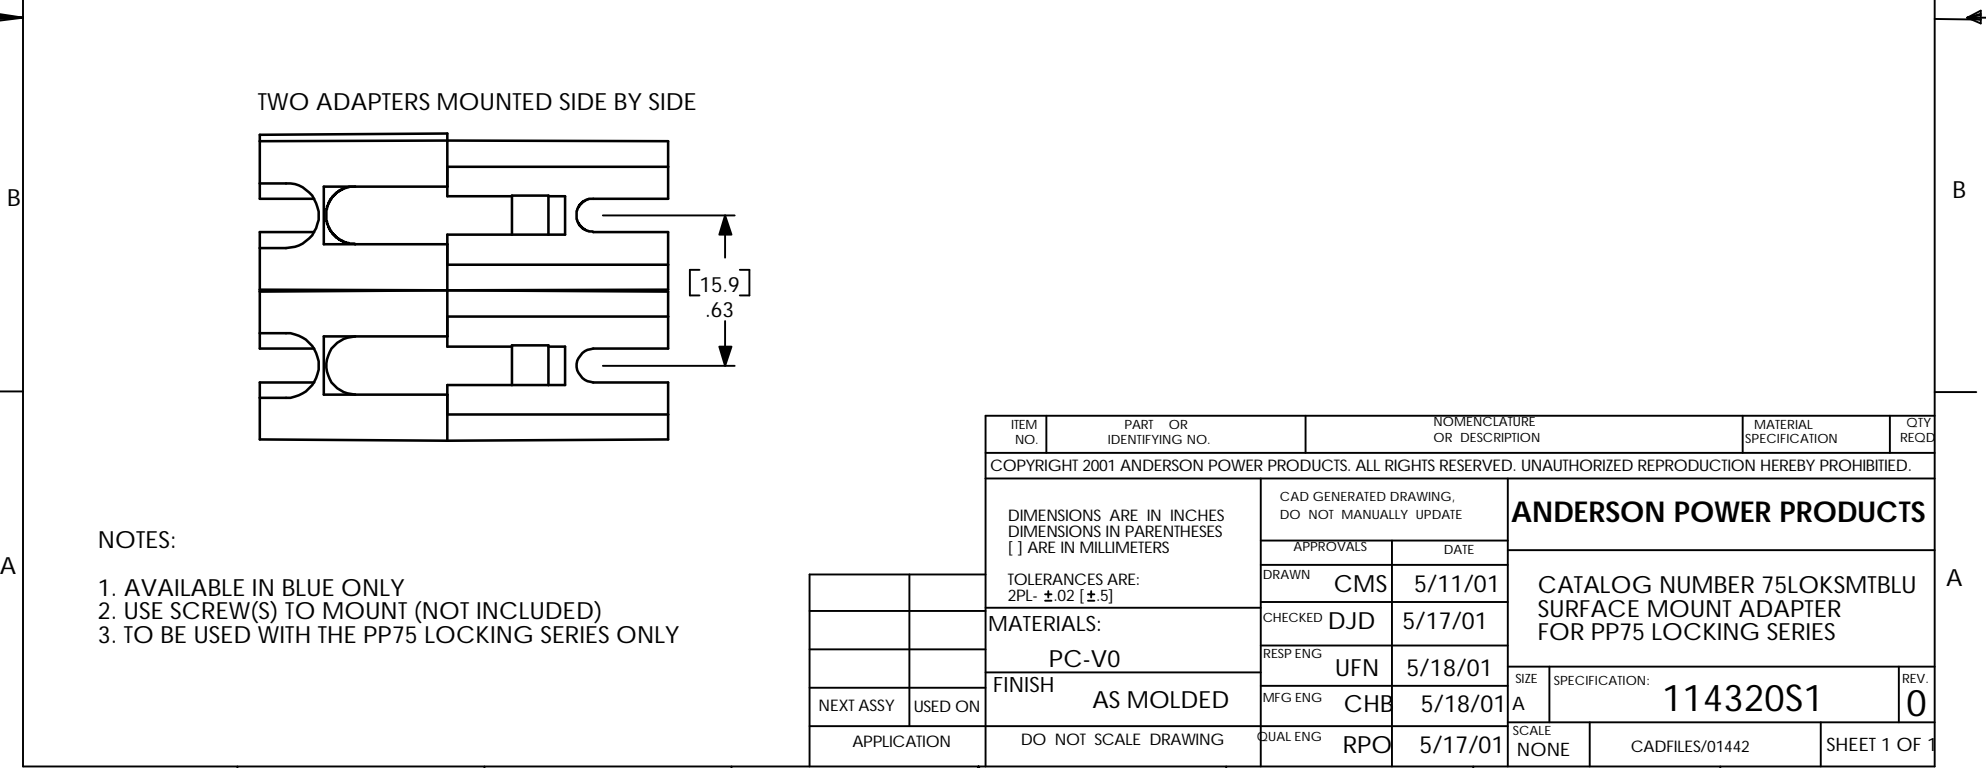 TWO ADAPTERS MOUNTED SIDE BY SIDE
B
B
[15.9]
.63
NOTES:
1. AVAILABLE IN BLUE ONLY
2. USE SCREW(S) TO MOUNT (NOT INCLUDED)
3. TO BE USED WITH THE PP75 LOCKING SERIES ONLY
A
A
ITEM NO.
PART OR IDENTIFYING NO.
NOMENCLATURE OR DESCRIPTION
MATERIAL SPECIFICATION
QTY REQD
COPYRIGHT 2001 ANDERSON POWER PRODUCTS. ALL RIGHTS RESERVED. UNAUTHORIZED REPRODUCTION HEREBY PROHIBITIED.
DIMENSIONS ARE IN INCHES
DIMENSIONS IN PARENTHESES
[ ] ARE IN MILLIMETERS
TOLERANCES ARE:
2PL- ±.02 [±.5]
MATERIALS:
PC-V0
FINISH
AS MOLDED
DO NOT SCALE DRAWING
NEXT ASSY
USED ON
APPLICATION
CAD GENERATED DRAWING,
DO NOT MANUALLY UPDATE
APPROVALS
DATE
DRAWN CMS 5/11/01
CHECKED DJD 5/17/01
RESP ENG UFN 5/18/01
MFG ENG CHB 5/18/01
QUAL ENG RPO 5/17/01
ANDERSON POWER PRODUCTS
CATALOG NUMBER 75LOKSMTBLU
SURFACE MOUNT ADAPTER
FOR PP75 LOCKING SERIES
SIZE
A
SPECIFICATION: 114320S1
REV.
0
SCALE
NONE
CADFILES/01442
SHEET 1 OF 1